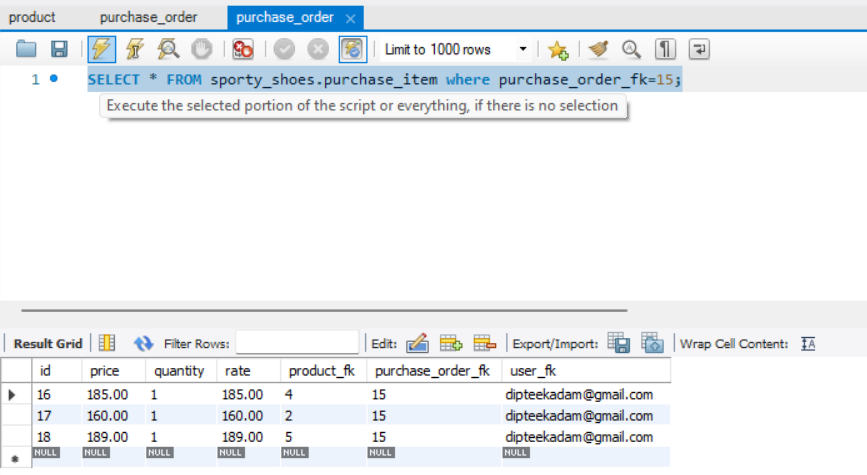 product purchase_order purchase_order
Limit to 1000 rows
1 SELECT * FROM sporty_shoes.purchase_item where purchase_order_fk=15;
Execute the selected portion of the script or everything, if there is no selection
Result Grid Filter Rows: Edit: Export/Import: Wrap Cell Content:
id price quantity rate product_fk purchase_order_fk user_fk
16 185.00 1 185.00 4 15 dipteekadam@gmail.com
17 160.00 1 160.00 2 15 dipteekadam@gmail.com
18 189.00 1 189.00 5 15 dipteekadam@gmail.com
NULL NULL NULL NULL NULL NULL NULL